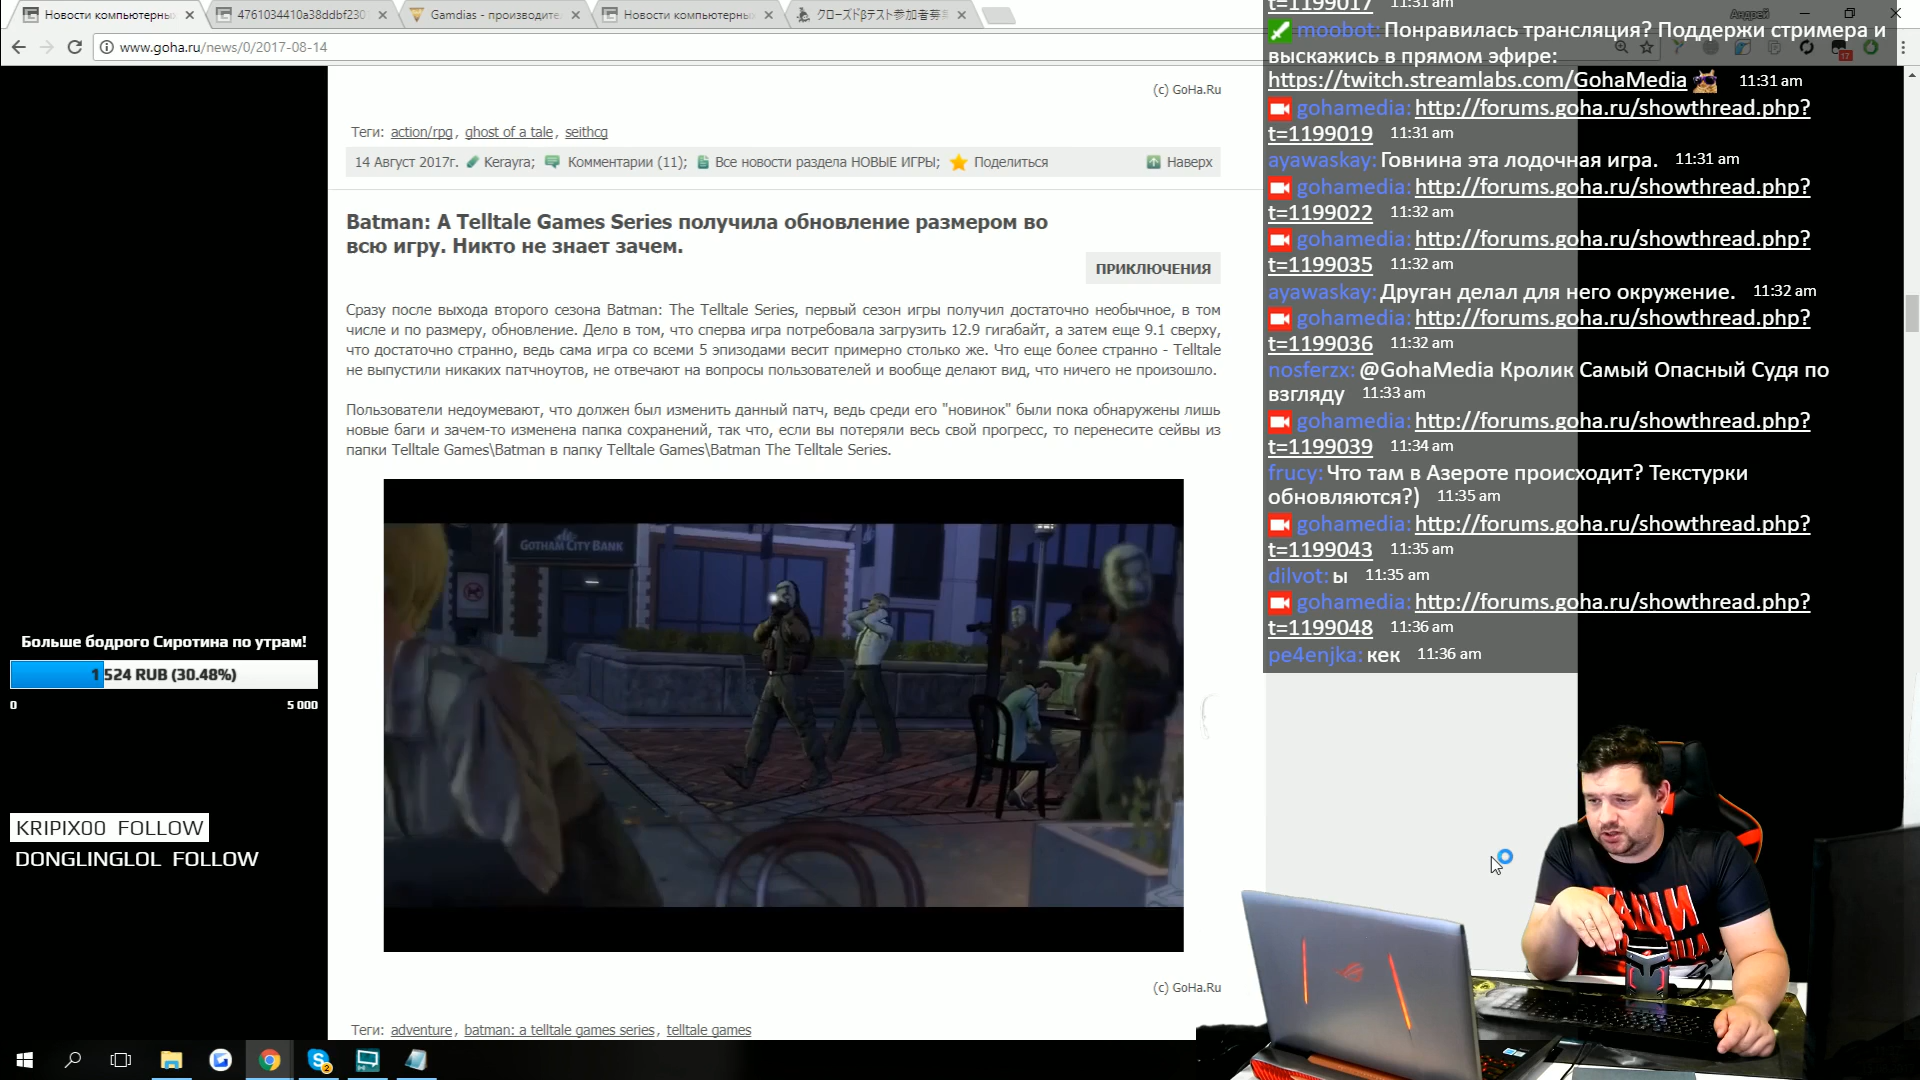 Новости компьютерны
4761034410a38ddbf230
Gamdias - производите
Новости компьютерны
クローズドβテスト参加者募集
Андрей
www.goha.ru/news/0/2017-08-14
(c) GoHa.Ru
Теги: action/rpg, ghost of a tale, seithcg
14 Август 2017г. Kerayra; Комментарии (11); Все новости раздела НОВЫЕ ИГРЫ; Поделиться Наверх
Batman: A Telltale Games Series получила обновление размером во
всю игру. Никто не знает зачем.
ПРИКЛЮЧЕНИЯ
Сразу после выхода второго сезона Batman: The Telltale Series, первый сезон игры получил достаточно необычное, в том
числе и по размеру, обновление. Дело в том, что сперва игра потребовала загрузить 12.9 гигабайт, а затем еще 9.1 сверху,
что достаточно странно, ведь сама игра со всеми 5 эпизодами весит примерно столько же. Что еще более странно - Telltale
не выпустили никаких патчноутов, не отвечают на вопросы пользователей и вообще делают вид, что ничего не произошло.
Пользователи недоумевают, что должен был изменить данный патч, ведь среди его "новинок" были пока обнаружены лишь
новые баги и зачем-то изменена папка сохранений, так что, если вы потеряли весь свой прогресс, то перенесите сейвы из
папки Telltale Games\Batman в папку Telltale Games\Batman The Telltale Series.
GOTHAM CITY BANK
(c) GoHa.Ru
Теги: adventure, batman: a telltale games series, telltale games
Больше бодрого Сиротина по утрам!
1 524 RUB (30.48%)
0 5 000
KRIPIX00 FOLLOW
DONGLINGLOL FOLLOW
t=1199017 11:31 am
moobot: Понравилась трансляция? Поддержи стримера и
выскажись в прямом эфире:
https://twitch.streamlabs.com/GohaMedia 11:31 am
gohamedia: http://forums.goha.ru/showthread.php?
t=1199019 11:31 am
ayawaskay: Говнина эта лодочная игра. 11:31 am
gohamedia: http://forums.goha.ru/showthread.php?
t=1199022 11:32 am
gohamedia: http://forums.goha.ru/showthread.php?
t=1199035 11:32 am
ayawaskay: Друган делал для него окружение. 11:32 am
gohamedia: http://forums.goha.ru/showthread.php?
t=1199036 11:32 am
nosferzx: @GohaMedia Кролик Самый Опасный Судя по
взгляду 11:33 am
gohamedia: http://forums.goha.ru/showthread.php?
t=1199039 11:34 am
frucy: Что там в Азероте происходит? Текстурки
обновляются?) 11:35 am
gohamedia: http://forums.goha.ru/showthread.php?
t=1199043 11:35 am
dilvot: ы 11:35 am
gohamedia: http://forums.goha.ru/showthread.php?
t=1199048 11:36 am
pe4enjka: кек 11:36 am